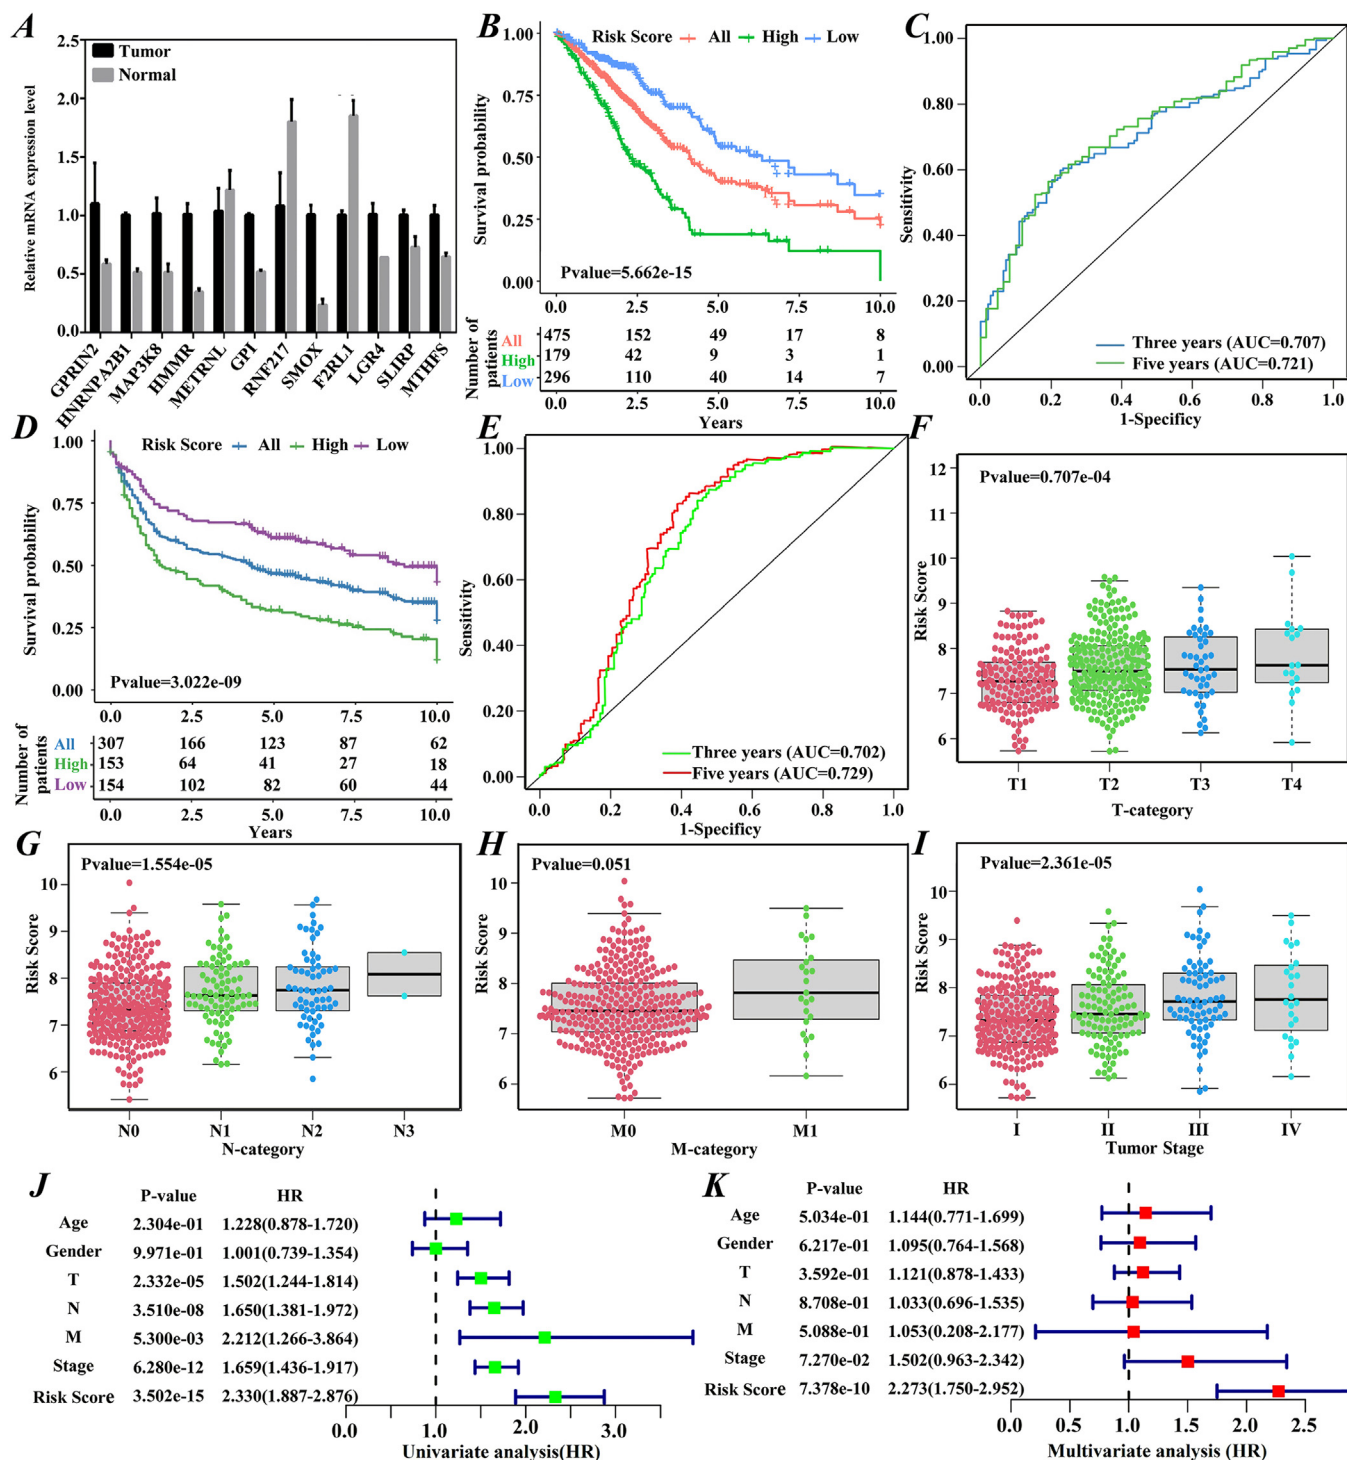 A
Tumor
Normal
Relative mRNA expression level
2.5
2.0
1.5
1.0
0.5
0.0
GPRIN2
HNRNPA2B1
MAP3K8
HMMR
METRNL
GPI
RNF217
SMOX
F2RL1
LGR4
SLIRP
MTHFS
B
Risk Score All High Low
Survival probability
1.00
0.75
0.50
0.25
0.00
Pvalue=5.662e-15
0.0 2.5 5.0 7.5 10.0
Number of patients
All 475 152 49 17 8
High 179 42 9 3 1
Low 296 110 40 14 7
0.0 2.5 5.0 7.5 10.0
Years
C
Sensitivity
1.00
0.80
0.60
0.40
0.20
0.00
Three years (AUC=0.707)
Five years (AUC=0.721)
0.0 0.2 0.4 0.6 0.8 1.0
1-Specificy
D
Risk Score All High Low
Survival probability
1.00
0.75
0.50
0.25
0.00
Pvalue=3.022e-09
0.0 2.5 5.0 7.5 10.0
Number of patients
All 307 166 123 87 62
High 153 64 41 27 18
Low 154 102 82 60 44
0.0 2.5 5.0 7.5 10.0
Years
E
Sensitivity
1.00
0.80
0.60
0.40
0.20
0.00
Three years (AUC=0.702)
Five years (AUC=0.729)
0.0 0.2 0.4 0.6 0.8 1.0
1-Specificy
F
Pvalue=0.707e-04
Risk Score
12
11
10
9
8
7
6
T1 T2 T3 T4
T-category
G
Pvalue=1.554e-05
Risk Score
10
9
8
7
6
N0 N1 N2 N3
N-category
H
Pvalue=0.051
Risk Score
10
9
8
7
6
M0 M1
M-category
I
Pvalue=2.361e-05
Risk Score
10
9
8
7
6
I II III IV
Tumor Stage
J
P-value HR
Age 2.304e-01 1.228(0.878-1.720)
Gender 9.971e-01 1.001(0.739-1.354)
T 2.332e-05 1.502(1.244-1.814)
N 3.510e-08 1.650(1.381-1.972)
M 5.300e-03 2.212(1.266-3.864)
Stage 6.280e-12 1.659(1.436-1.917)
Risk Score 3.502e-15 2.330(1.887-2.876)
0.0 1.0 2.0 3.0
Univariate analysis(HR)
K
P-value HR
Age 5.034e-01 1.144(0.771-1.699)
Gender 6.217e-01 1.095(0.764-1.568)
T 3.592e-01 1.121(0.878-1.433)
N 8.708e-01 1.033(0.696-1.535)
M 5.088e-01 1.053(0.208-2.177)
Stage 7.270e-02 1.502(0.963-2.342)
Risk Score 7.378e-10 2.273(1.750-2.952)
0.0 0.5 1.0 1.5 2.0 2.5
Multivariate analysis (HR)